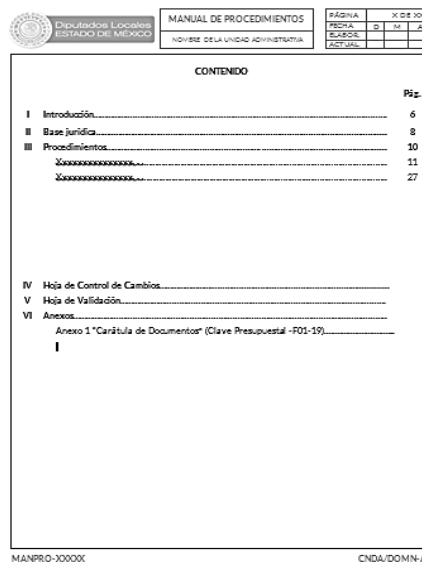 Diputados Locales
ESTADO DE MÉXICO
MANUAL DE PROCEDIMIENTOS
NOMBRE DE LA UNIDAD ADMINISTRATIVA
PÁGINA X DE XX
FECHA D M A
ELABOR.
ACTUAL.
CONTENIDO
Pág.
I Introducción 6
II Base jurídica 8
III Procedimientos 10
Xxxxxxxxxxxxxxx 11
Xxxxxxxxxxxxxxx 27
IV Hoja de Control de Cambios
V Hoja de Validación
VI Anexos
Anexo 1 "Carátula de Documentos" (Clave Presupuestal -F01-19)
MANPRO-XXXXX CNDA/DOMN-